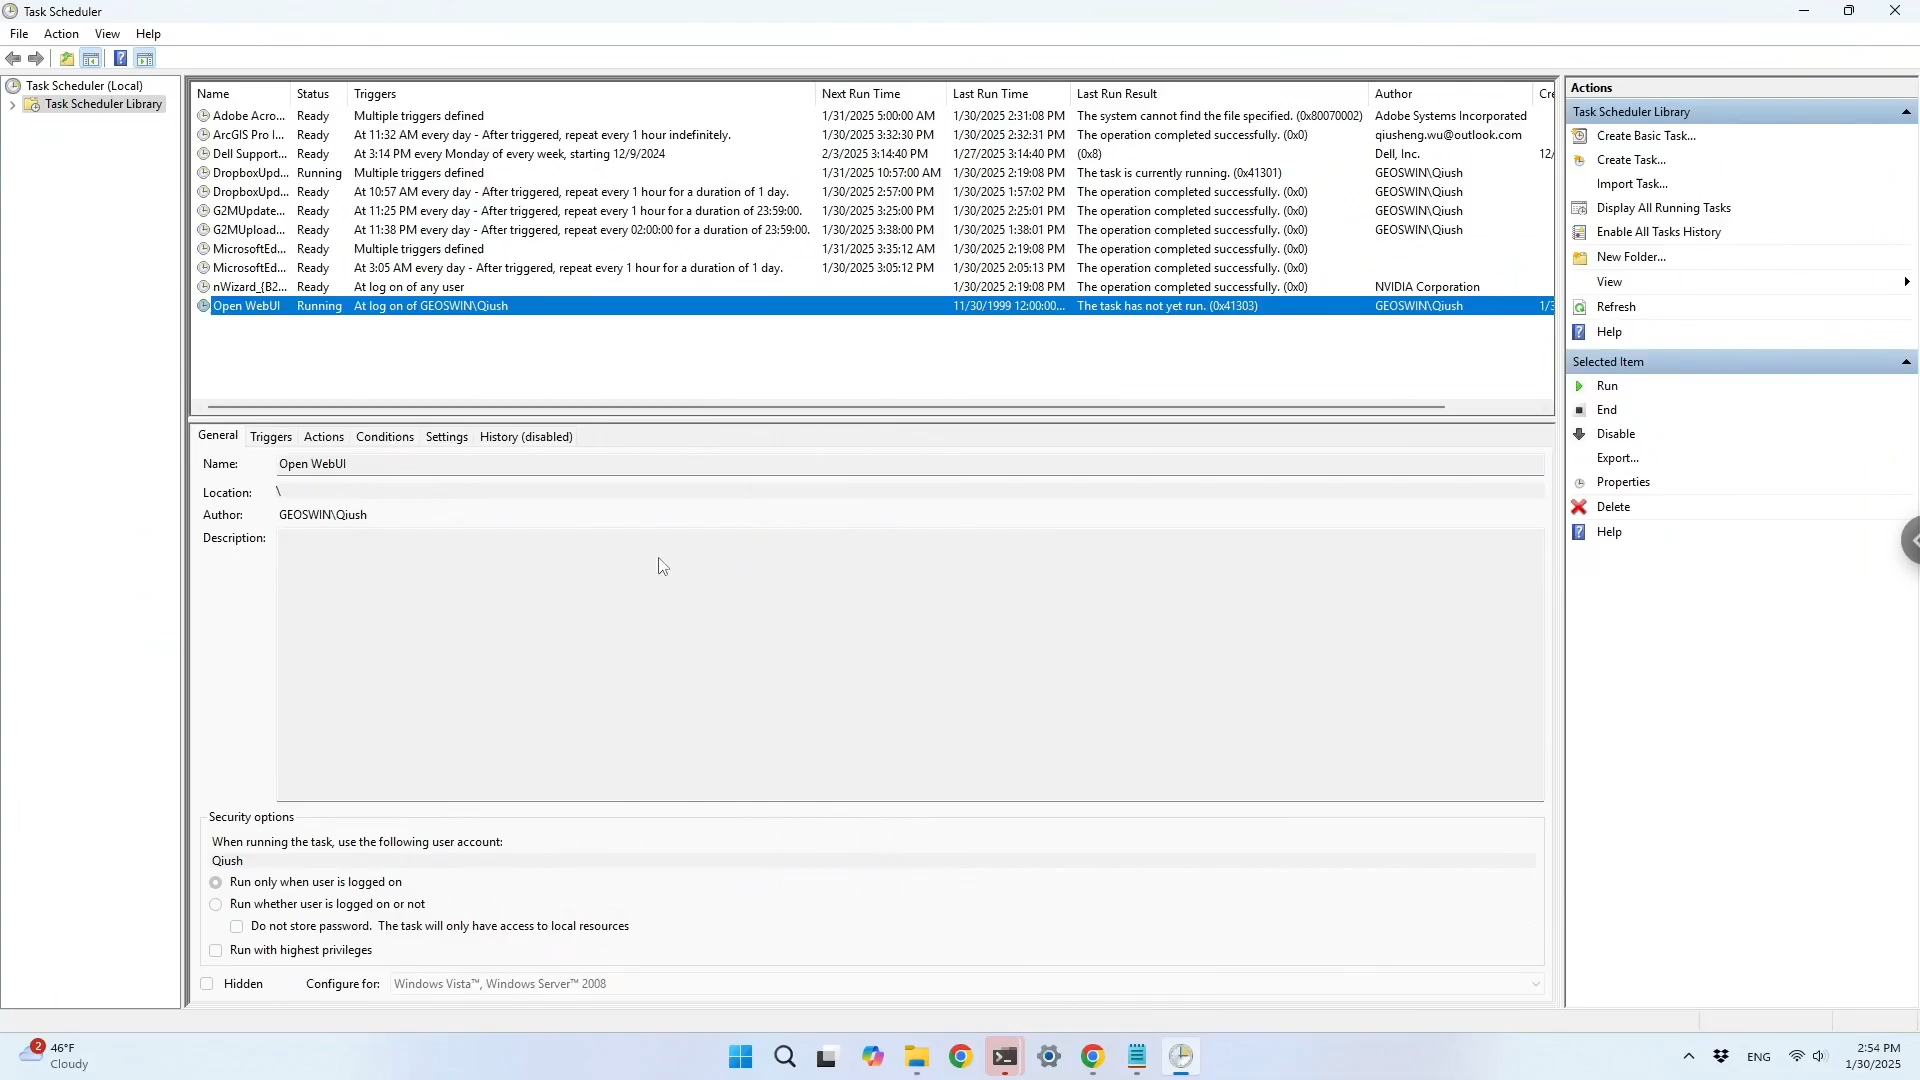 Task Scheduler
File Action View Help
Task Scheduler (Local)
Task Scheduler Library
Name Status Triggers Next Run Time Last Run Time Last Run Result Author Cre
Adobe Acro... Ready Multiple triggers defined 1/31/2025 5:00:00 AM 1/30/2025 2:31:08 PM The system cannot find the file specified. (0x80070002) Adobe Systems Incorporated
ArcGIS Pro I... Ready At 11:32 AM every day - After triggered, repeat every 1 hour indefinitely. 1/30/2025 3:32:30 PM 1/30/2025 2:32:31 PM The operation completed successfully. (0x0) qiusheng.wu@outlook.com
Dell Support... Ready At 3:14 PM every Monday of every week, starting 12/9/2024 2/3/2025 3:14:40 PM 1/27/2025 3:14:40 PM (0x8) Dell, Inc. 12/
DropboxUpd... Running Multiple triggers defined 1/31/2025 10:57:00 AM 1/30/2025 2:19:08 PM The task is currently running. (0x41301) GEOSWIN\Qiush
DropboxUpd... Ready At 10:57 AM every day - After triggered, repeat every 1 hour for a duration of 1 day. 1/30/2025 2:57:00 PM 1/30/2025 1:57:02 PM The operation completed successfully. (0x0) GEOSWIN\Qiush
G2MUpdate... Ready At 11:25 PM every day - After triggered, repeat every 1 hour for a duration of 23:59:00. 1/30/2025 3:25:00 PM 1/30/2025 2:25:01 PM The operation completed successfully. (0x0) GEOSWIN\Qiush
G2MUpload... Ready At 11:38 PM every day - After triggered, repeat every 02:00:00 for a duration of 23:59:00. 1/30/2025 3:38:00 PM 1/30/2025 1:38:01 PM The operation completed successfully. (0x0) GEOSWIN\Qiush
MicrosoftEd... Ready Multiple triggers defined 1/31/2025 3:35:12 AM 1/30/2025 2:19:08 PM The operation completed successfully. (0x0)
MicrosoftEd... Ready At 3:05 AM every day - After triggered, repeat every 1 hour for a duration of 1 day. 1/30/2025 3:05:12 PM 1/30/2025 2:05:13 PM The operation completed successfully. (0x0)
nWizard_{B2... Ready At log on of any user 1/30/2025 2:19:08 PM The operation completed successfully. (0x0) NVIDIA Corporation
Open WebUI Running At log on of GEOSWIN\Qiush 11/30/1999 12:00:00... The task has not yet run. (0x41303) GEOSWIN\Qiush 1/3
General Triggers Actions Conditions Settings History (disabled)
Name: Open WebUI
Location: \
Author: GEOSWIN\Qiush
Description:
Security options
When running the task, use the following user account:
Qiush
Run only when user is logged on
Run whether user is logged on or not
Do not store password. The task will only have access to local resources
Run with highest privileges
Hidden Configure for: Windows Vista™, Windows Server™ 2008
Actions
Task Scheduler Library
Create Basic Task...
Create Task...
Import Task...
Display All Running Tasks
Enable All Tasks History
New Folder...
View
Refresh
Help
Selected Item
Run
End
Disable
Export...
Properties
Delete
Help
2
46°F
Cloudy
ENG
2:54 PM
1/30/2025